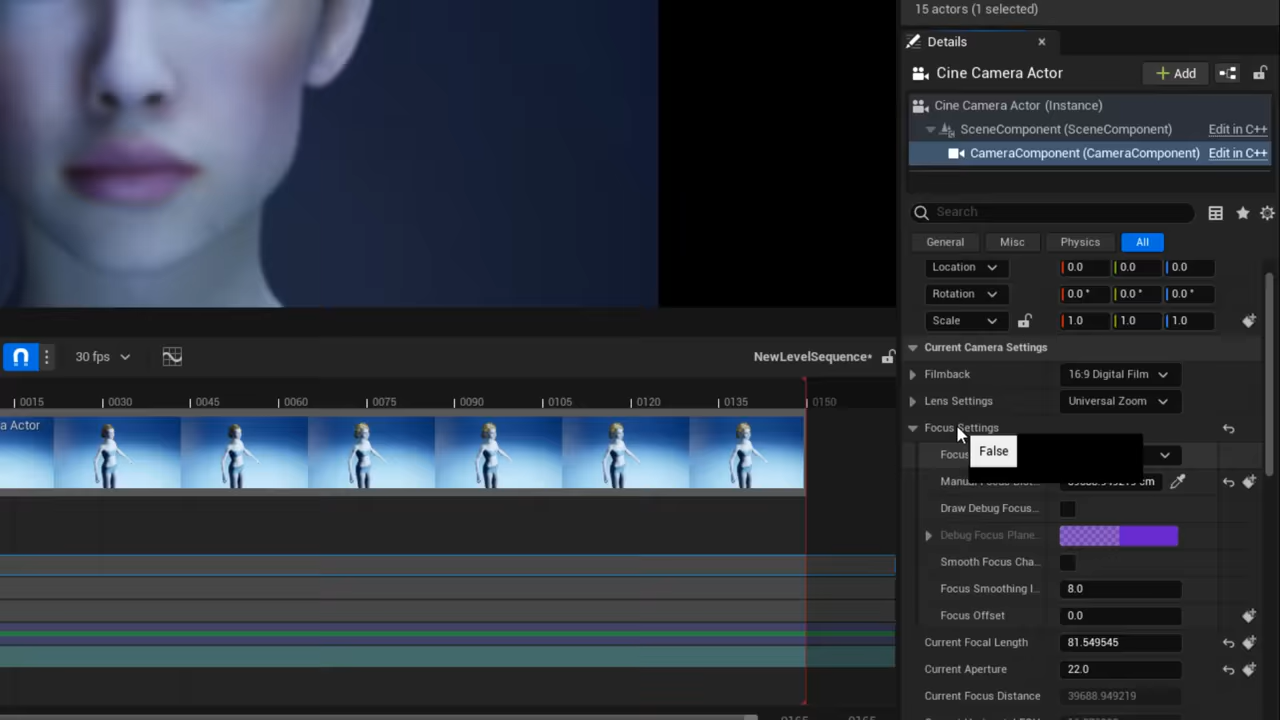 15 actors (1 selected)
Details
Cine Camera Actor
Add
Cine Camera Actor (Instance)
SceneComponent (SceneComponent) Edit in C++
CameraComponent (CameraComponent) Edit in C++
Search
General Misc Physics All
Location 0.0 0.0 0.0
Rotation 0.0 ° 0.0 ° 0.0 °
Scale 1.0 1.0 1.0
Current Camera Settings
Filmback 16:9 Digital Film
Lens Settings Universal Zoom
Focus Settings
False
Draw Debug Focus...
Debug Focus Plane...
Smooth Focus Cha...
Focus Smoothing I... 8.0
Focus Offset 0.0
Current Focal Length 81.549545
Current Aperture 22.0
Current Focus Distance 39688.949219
30 fps
NewLevelSequence*
0015 0030 0045 0060 0075 0090 0105 0120 0135 0150
a Actor